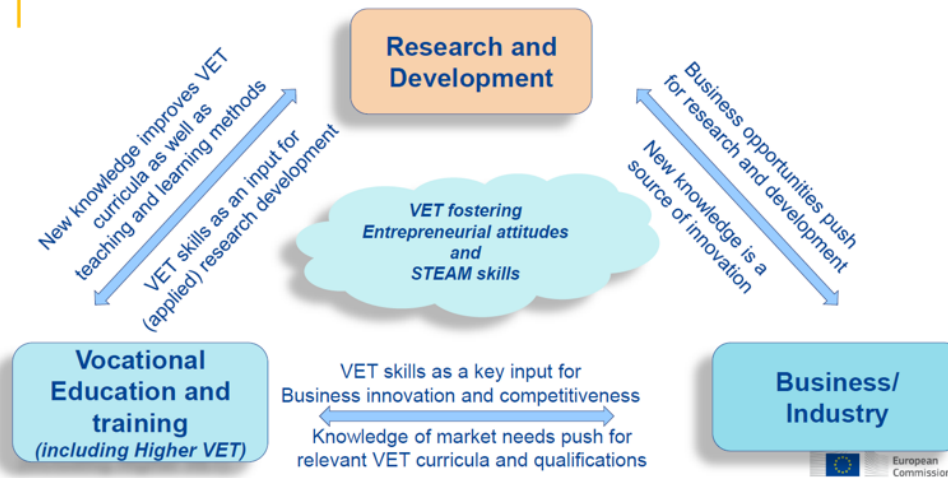 Research and
Development
New knowledge improves VET
curricula as well as
teaching and learning methods
VET skills as an input for
(applied) research development
Business opportunities push
for research and development
New knowledge is a
source of innovation
VET fostering
Entrepreneurial attitudes
and
STEAM skills
Vocational
Education and
training
(including Higher VET)
VET skills as a key input for
Business innovation and competitiveness
Knowledge of market needs push for
relevant VET curricula and qualifications
Business/
Industry
European
Commission